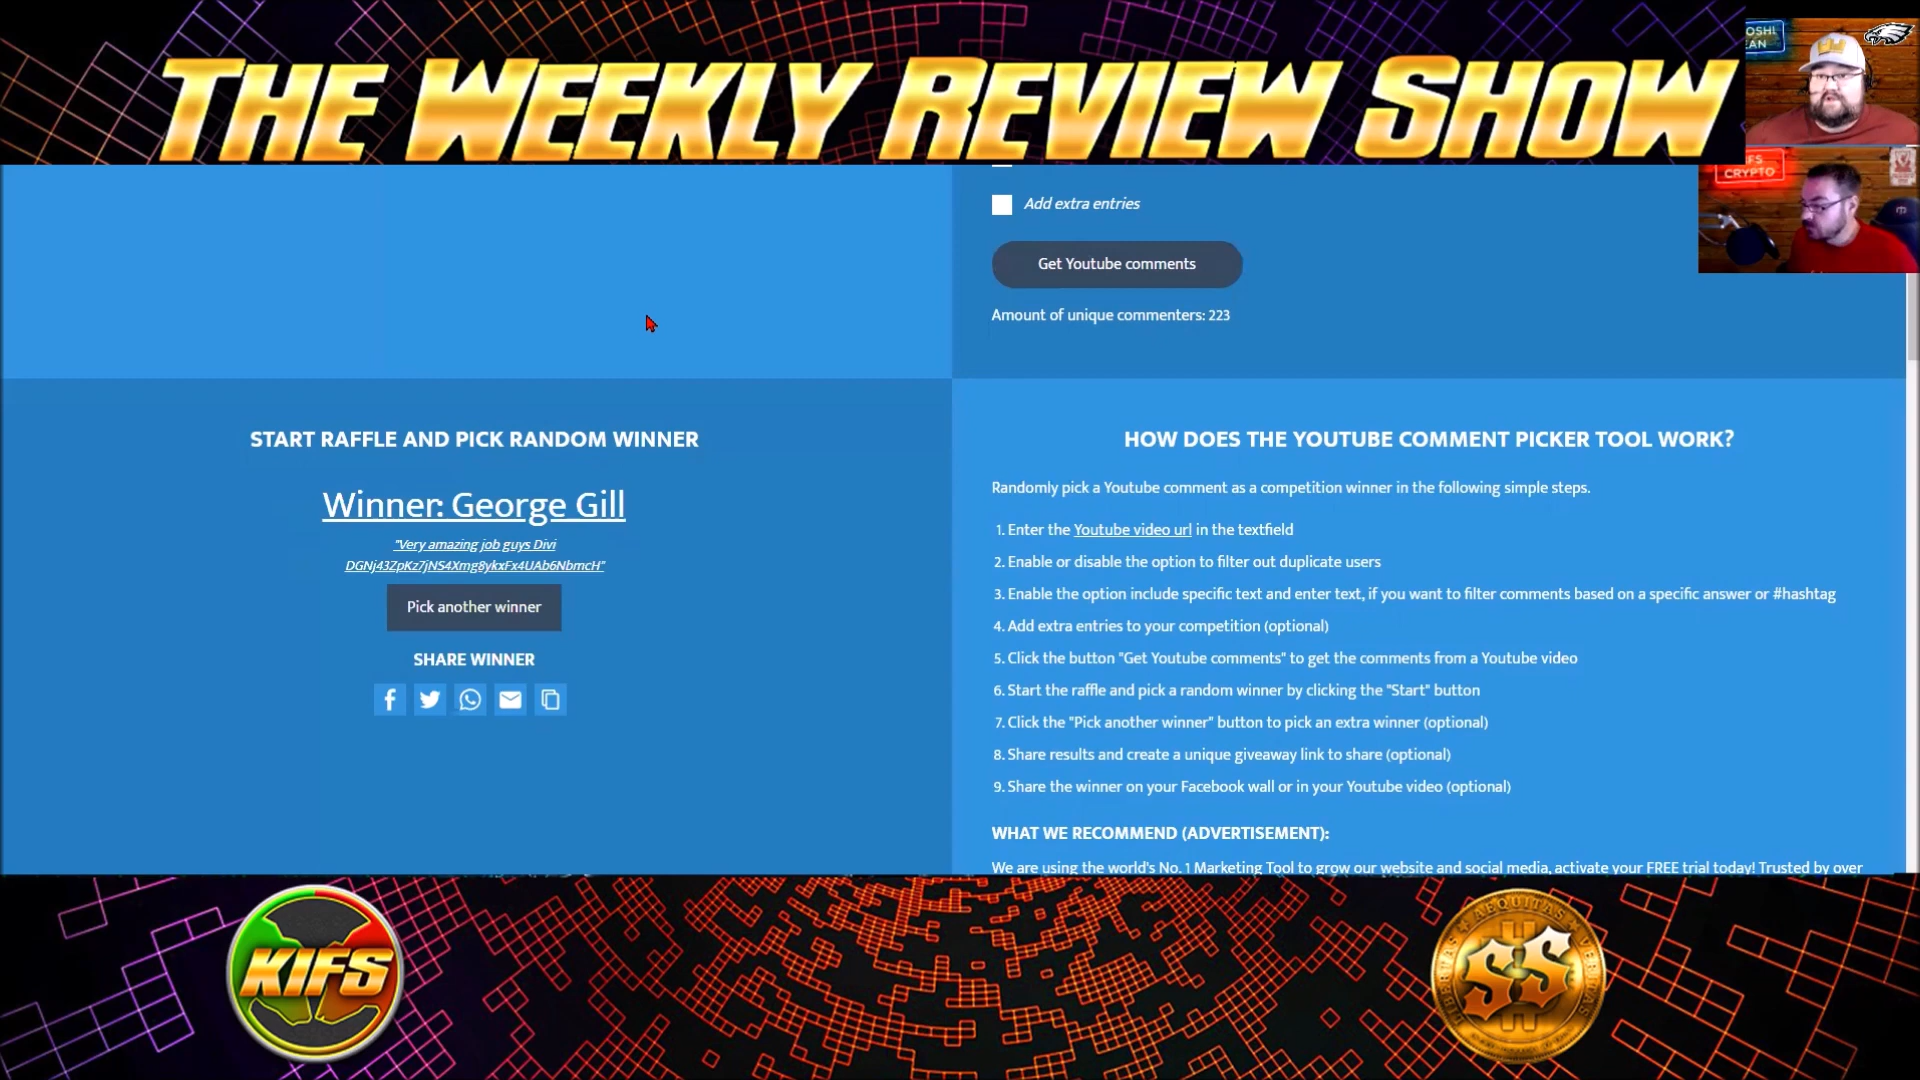 THE WEEKLY REVIEW SHOW
OSHI
EAN
FS
CRYPTO
Add extra entries
Get Youtube comments
Amount of unique commenters: 223
START RAFFLE AND PICK RANDOM WINNER
Winner: George Gill
"Very amazing job guys Divi
DGNj43ZpKz7jNS4Xmg8ykxFx4UAb6NbmcH"
Pick another winner
SHARE WINNER
HOW DOES THE YOUTUBE COMMENT PICKER TOOL WORK?
Randomly pick a Youtube comment as a competition winner in the following simple steps.
1. Enter the Youtube video url in the textfield
2. Enable or disable the option to filter out duplicate users
3. Enable the option include specific text and enter text, if you want to filter comments based on a specific answer or #hashtag
4. Add extra entries to your competition (optional)
5. Click the button "Get Youtube comments" to get the comments from a Youtube video
6. Start the raffle and pick a random winner by clicking the "Start" button
7. Click the "Pick another winner" button to pick an extra winner (optional)
8. Share results and create a unique giveaway link to share (optional)
9. Share the winner on your Facebook wall or in your Youtube video (optional)
WHAT WE RECOMMEND (ADVERTISEMENT):
We are using the world's No. 1 Marketing Tool to grow our website and social media, activate your FREE trial today! Trusted by over
KIFS
AEQUITAS
LIBERTAS
VERITAS
SS